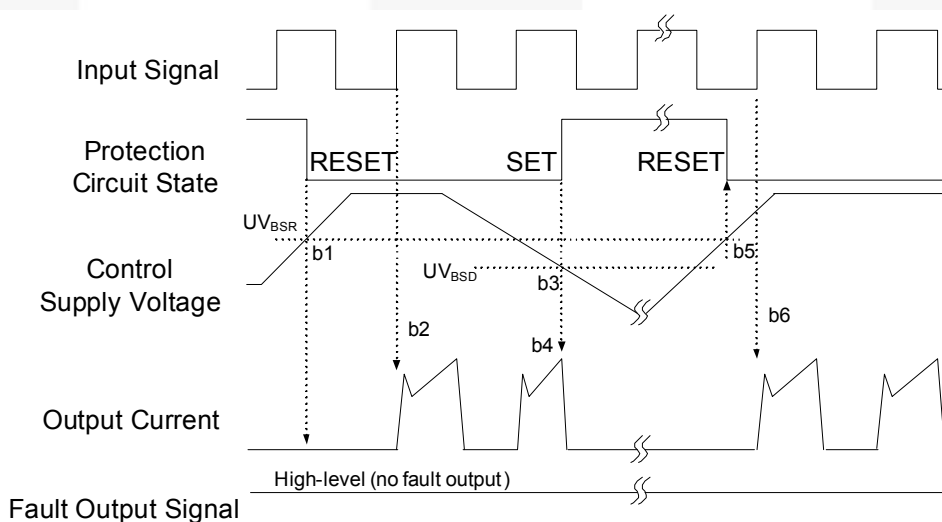 Input Signal
Protection
Circuit State
RESET
SET
RESET
UVBSR
b1
b5
Control
Supply Voltage
UVBSD
b3
b2
b4
b6
Output Current
High-level (no fault output)
Fault Output Signal